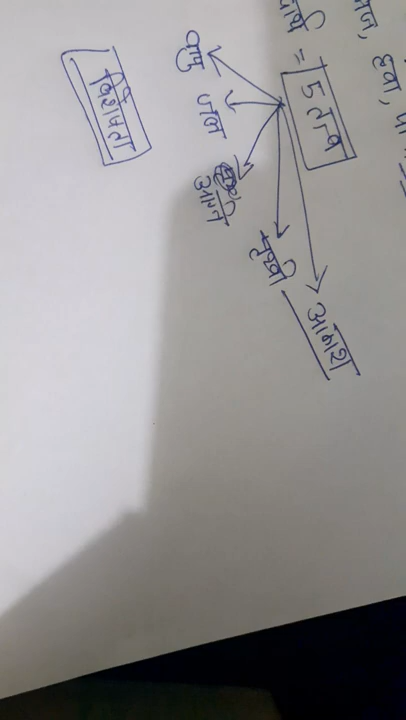 हवा,
= 5 तत्व
वायु जल अग्नि पृथ्वी आकाश
विशेषता